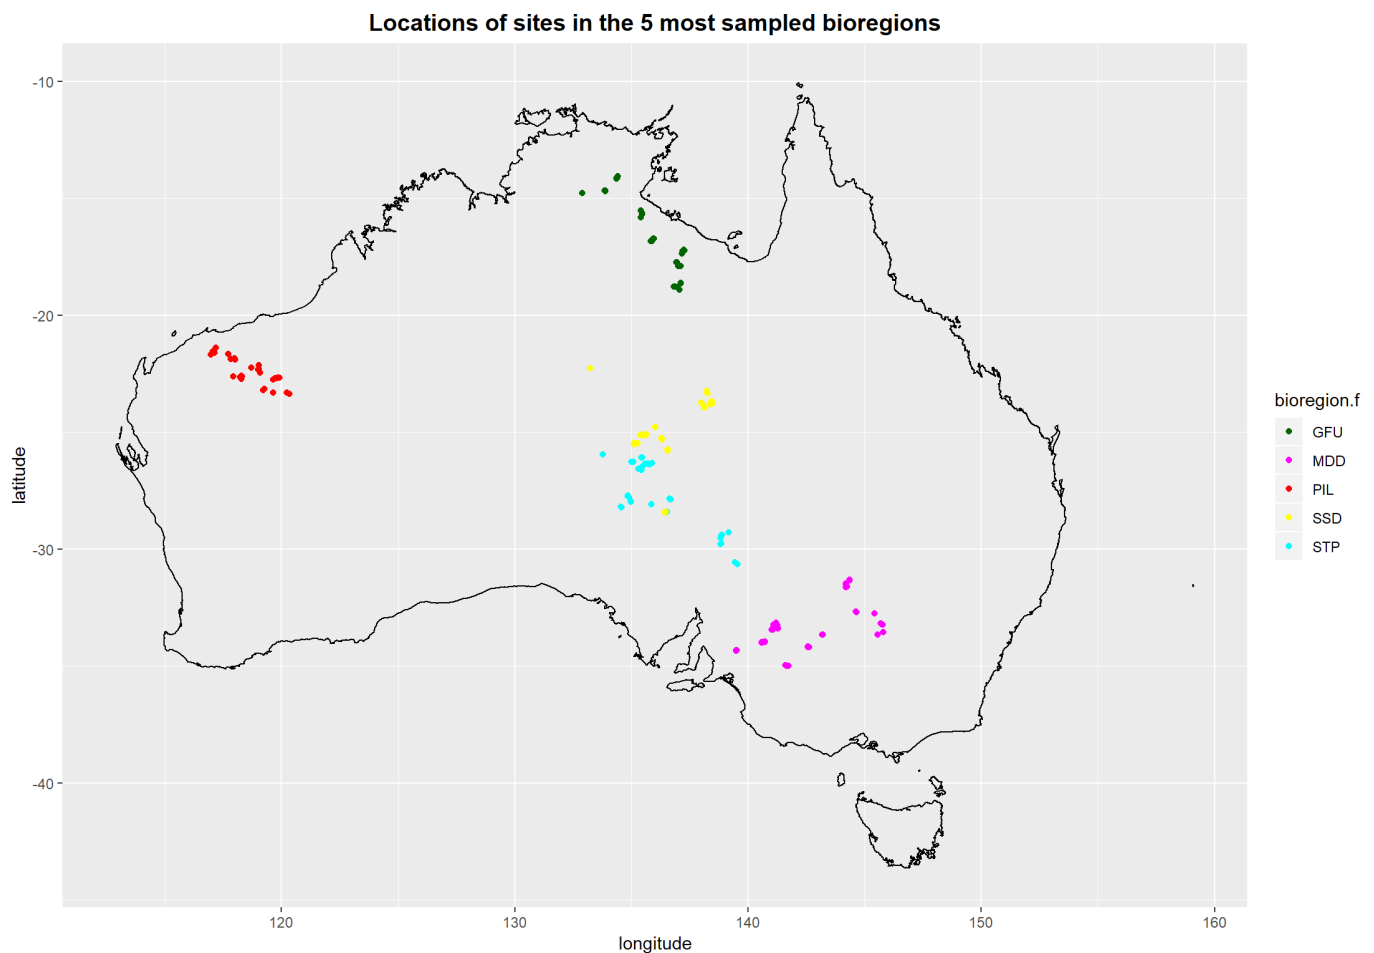 Locations of sites in the 5 most sampled bioregions
-10
-20
-30
-40
latitude
120 130 140 150 160
longitude
bioregion.f
GFU
MDD
PIL
SSD
STP